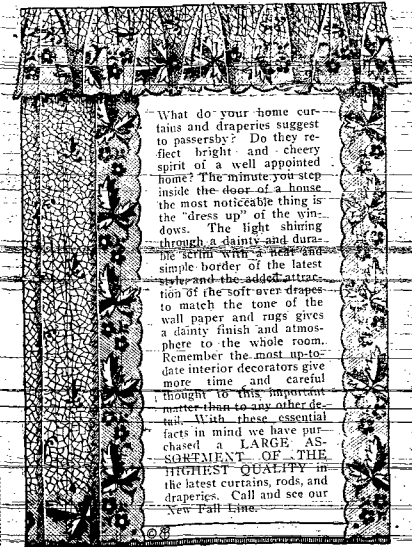 What do your home cur-
tains and draperies suggest
to passersby? Do they re-
flect bright and cheery
spirit of a well appointed
home? The minute you step
inside the door of a house
the most noticeable thing is
the "dress up" of the win-
dows. The light shining
through a dainty and dura-
ble scrim with a neat and
simple border of the latest
style, and the added attrac-
tion of the soft over drapes
to match the tone of the
wall paper and rugs gives
a dainty finish and atmos-
phere to the whole room.
Remember the most up-to-
date interior decorators give
more time and careful
thought to this important
matter than to any other de-
tail. With these essential
facts in mind we have pur-
chased a LARGE AS-
SORTMENT OF THE
HIGHEST QUALITY in
the latest curtains, rods, and
draperies. Call and see our
New Fall Line.
©